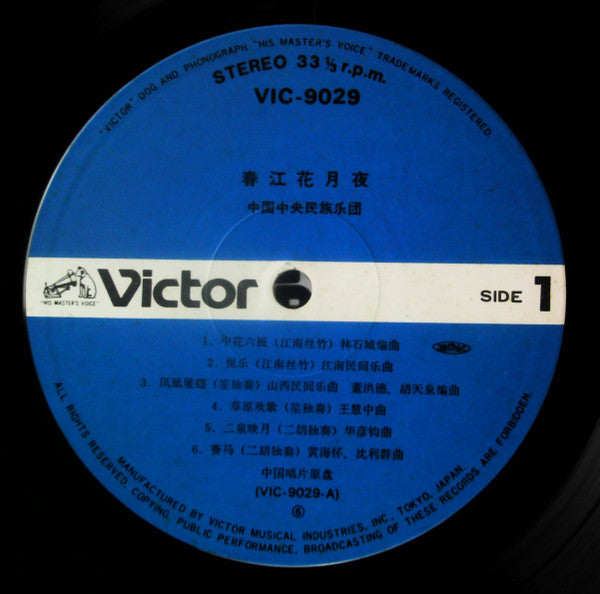 "VICTOR" DOG AND PHONOGRAPH, "HIS MASTER'S VOICE" TRADEMARKS REGISTERED.
STEREO 33 ⅓ r.p.m.
VIC-9029
春江花月夜
中国中央民族乐团
"HIS MASTER'S VOICE"
Victor
SIDE 1
1．中花六板（江南丝竹）林石城编曲
2．悦乐（江南丝竹）江南民间乐曲
3．凤凰展翅（笙独奏）山西民间乐曲 董洪德、胡天泉编曲
4．草原欢歌（笙独奏）王慧中曲
5．二泉映月（二胡独奏）华彦钧曲
6．赛马（二胡独奏）黄海怀、沈利群曲
中国唱片原盘
(VIC-9029-A)
⑥
MANUFACTURED BY VICTOR MUSICAL INDUSTRIES, INC., TOKYO, JAPAN.
ALL RIGHTS RESERVED. COPYING, PUBLIC PERFORMANCE, BROADCASTING OF THESE RECORDS ARE FORBIDDEN.